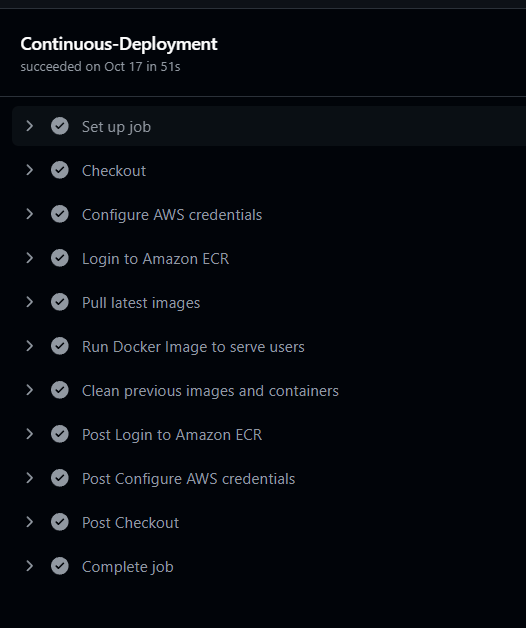 Continuous-Deployment
succeeded on Oct 17 in 51s
Set up job
Checkout
Configure AWS credentials
Login to Amazon ECR
Pull latest images
Run Docker Image to serve users
Clean previous images and containers
Post Login to Amazon ECR
Post Configure AWS credentials
Post Checkout
Complete job